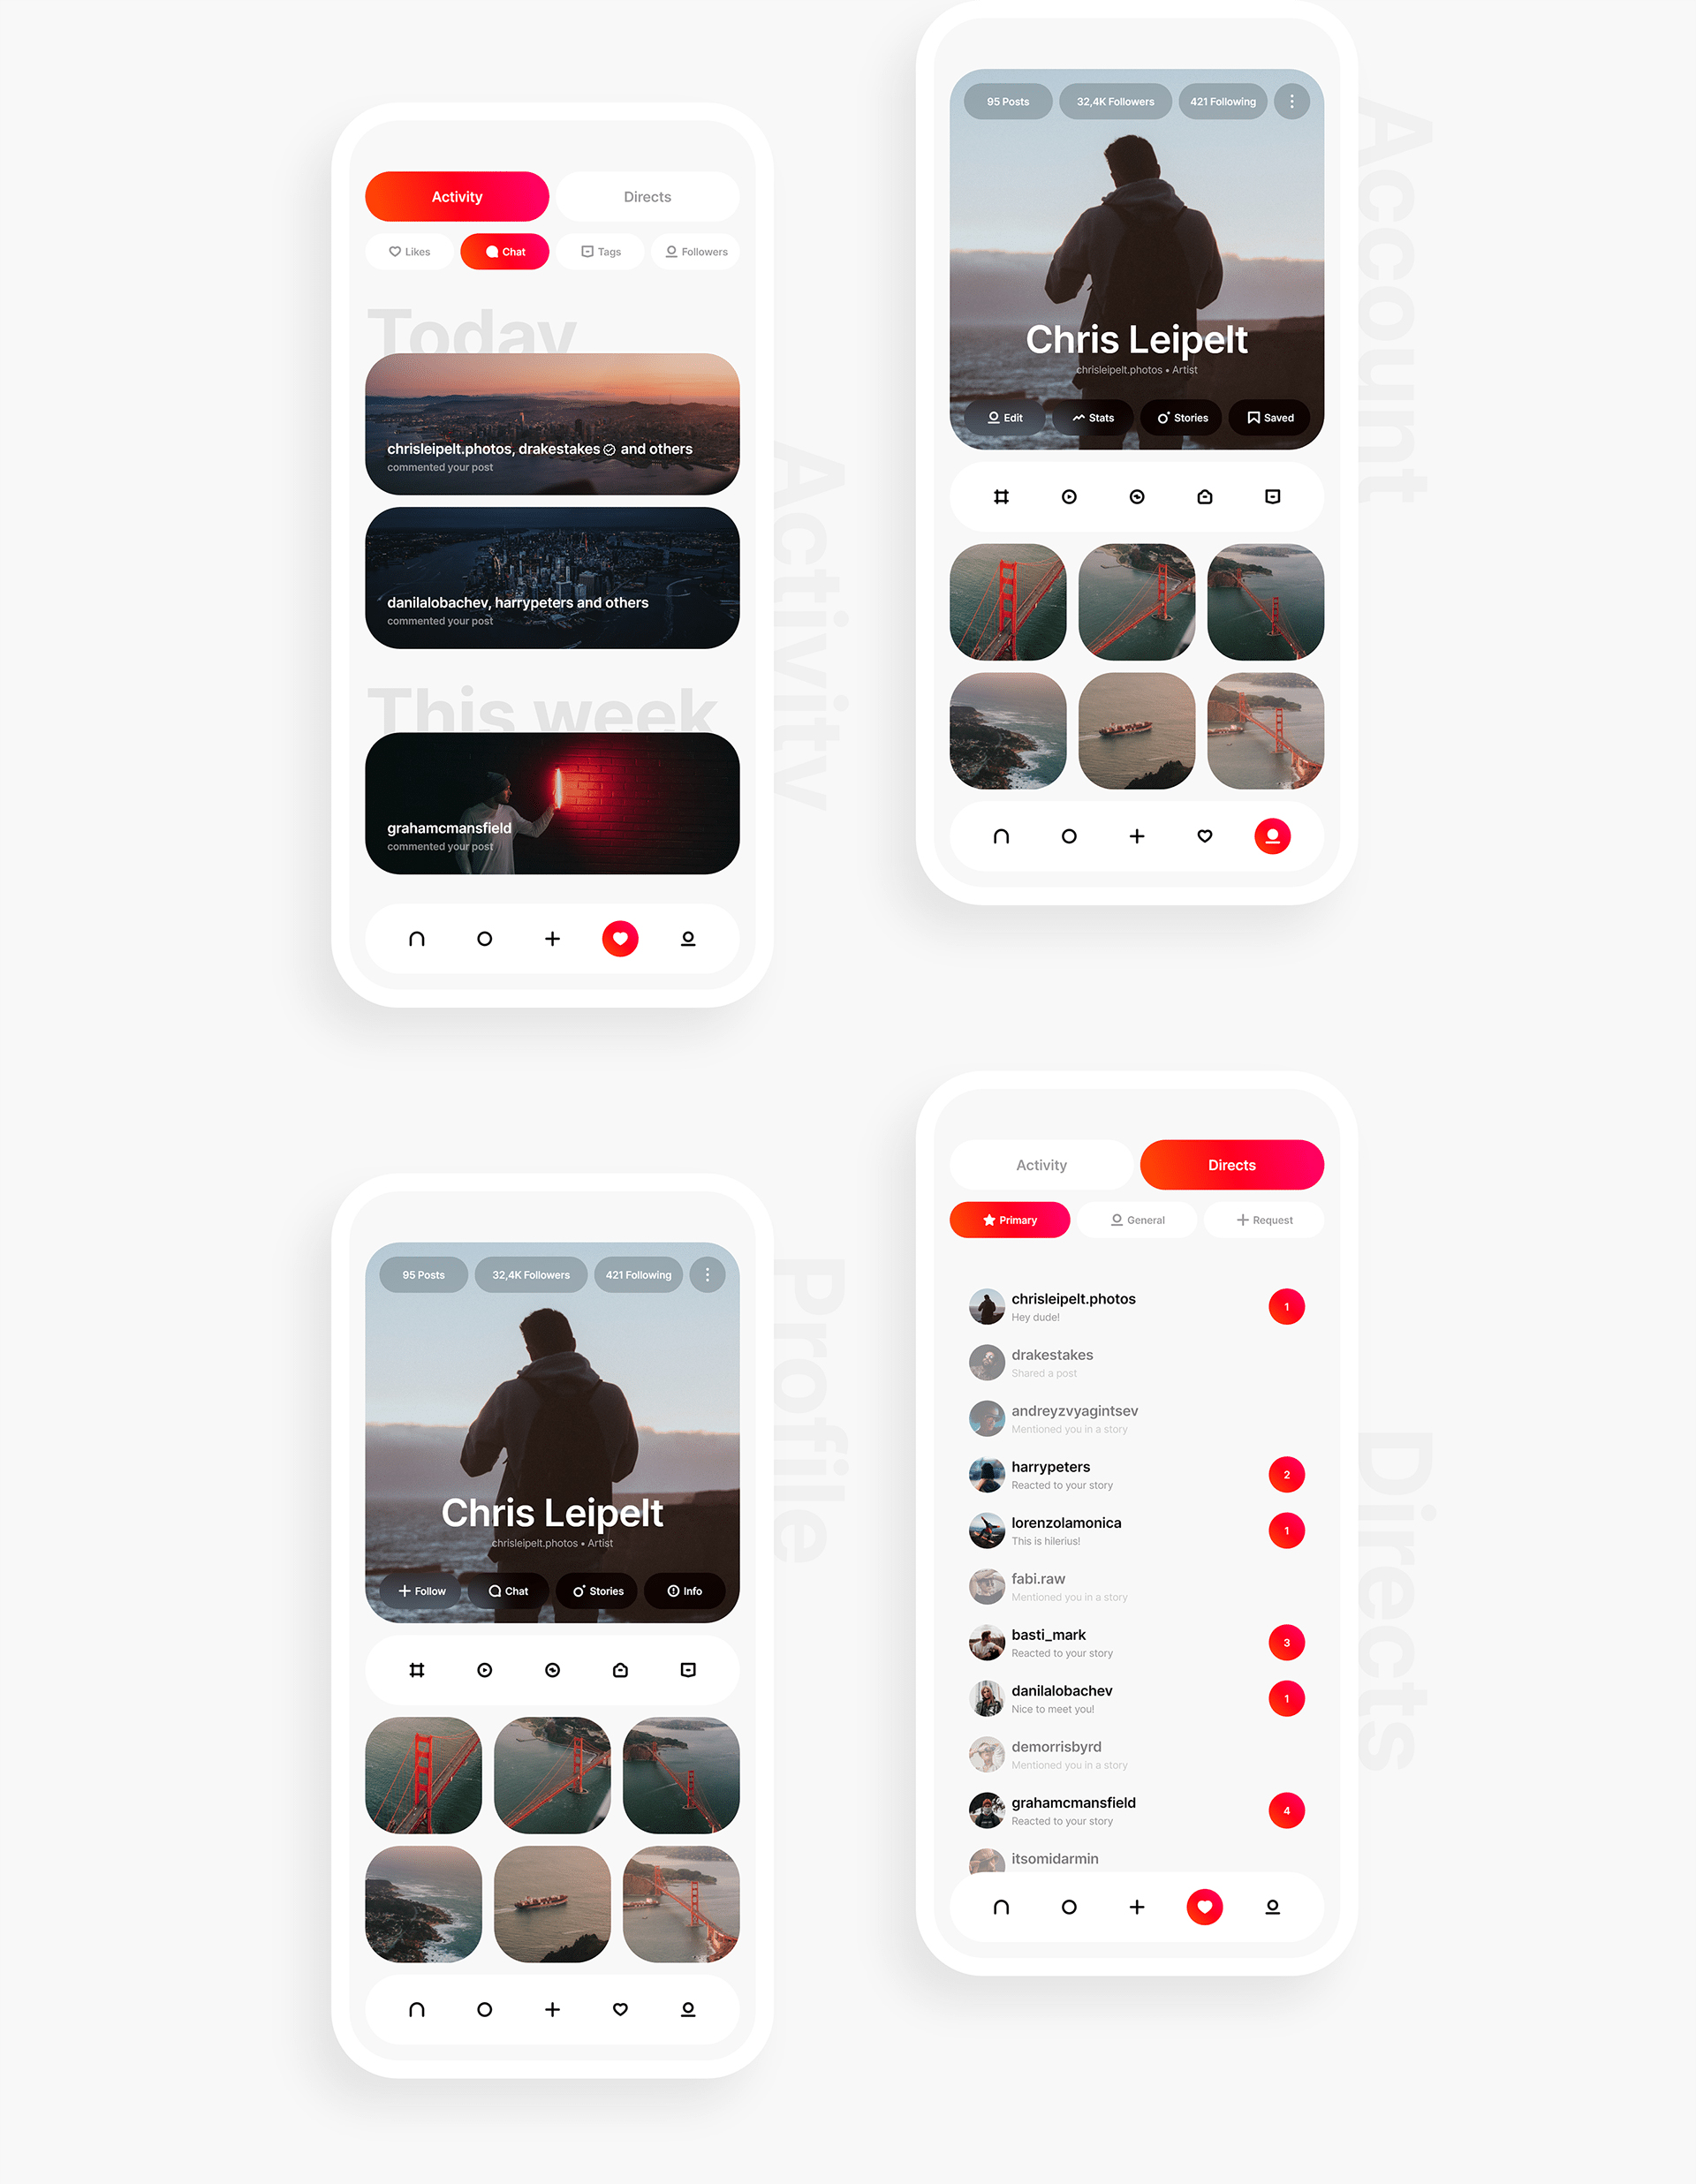 Activity
Directs
Likes
Chat
Tags
Followers
Today
chrisleipelt.photos, drakestakes and others
commented your post
danilalobachev, harrypeters and others
commented your post
This week
grahamcmansfield
commented your post
Activity
95 Posts
32,4K Followers
421 Following
Chris Leipelt
chrisleipelt.photos • Artist
Edit
Stats
Stories
Saved
Account
95 Posts
32,4K Followers
421 Following
Chris Leipelt
chrisleipelt.photos • Artist
Follow
Chat
Stories
Info
Profile
Activity
Directs
Primary
General
Request
chrisleipelt.photos
Hey dude!
1
drakestakes
Shared a post
andreyzvyagintsev
Mentioned you in a story
harrypeters
Reacted to your story
2
lorenzolamonica
This is hilerius!
1
fabi.raw
Mentioned you in a story
basti_mark
Reacted to your story
3
danilalobachev
Nice to meet you!
1
demorrisbyrd
Mentioned you in a story
grahamcmansfield
Reacted to your story
4
itsomidarmin
Directs